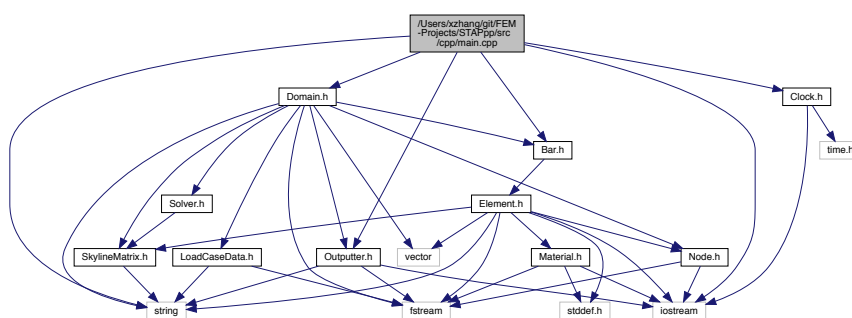 /Users/xzhang/git/FEM
-Projects/STAPpp/src
/cpp/main.cpp
Domain.h
Clock.h
Bar.h
time.h
Solver.h
Element.h
SkylineMatrix.h
LoadCaseData.h
Outputter.h
vector
Material.h
Node.h
string
fstream
stddef.h
iostream